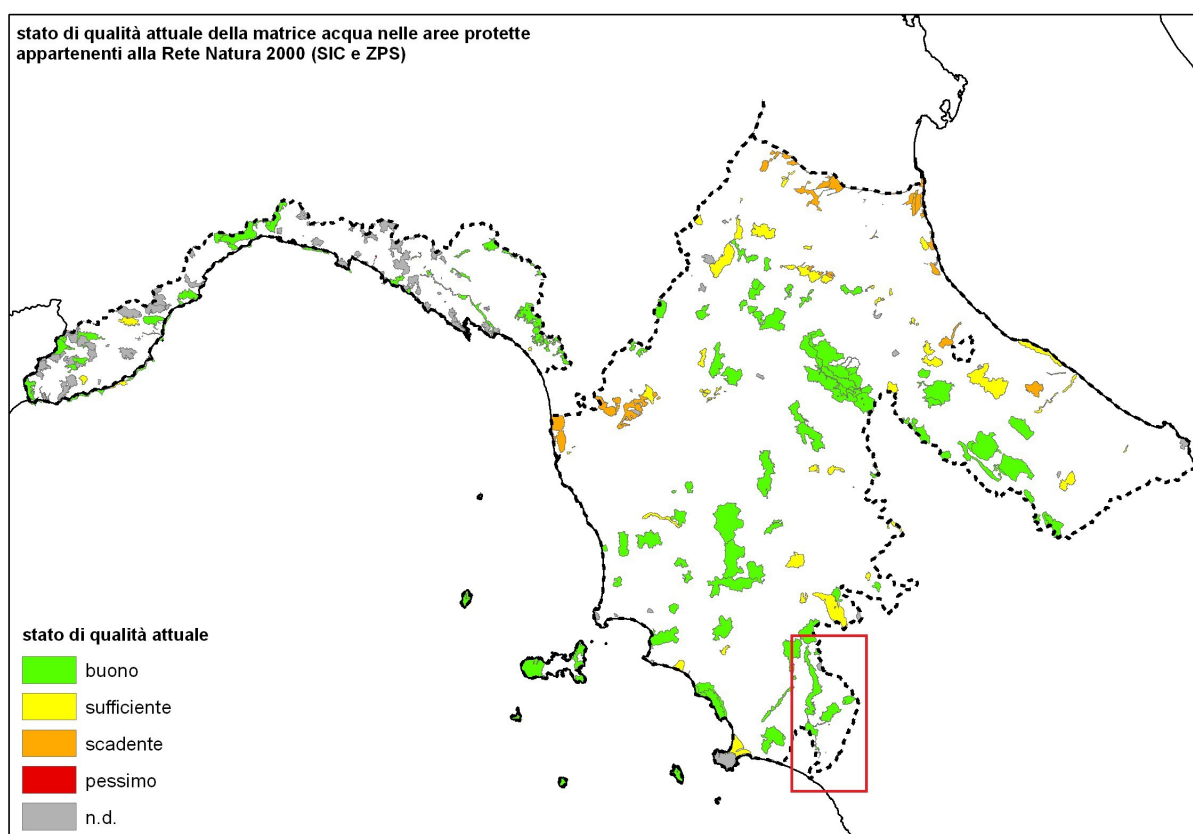 stato di qualità attuale della matrice acqua nelle aree protette
appartenenti alla Rete Natura 2000 (SIC e ZPS)
stato di qualità attuale
buono
sufficiente
scadente
pessimo
n.d.